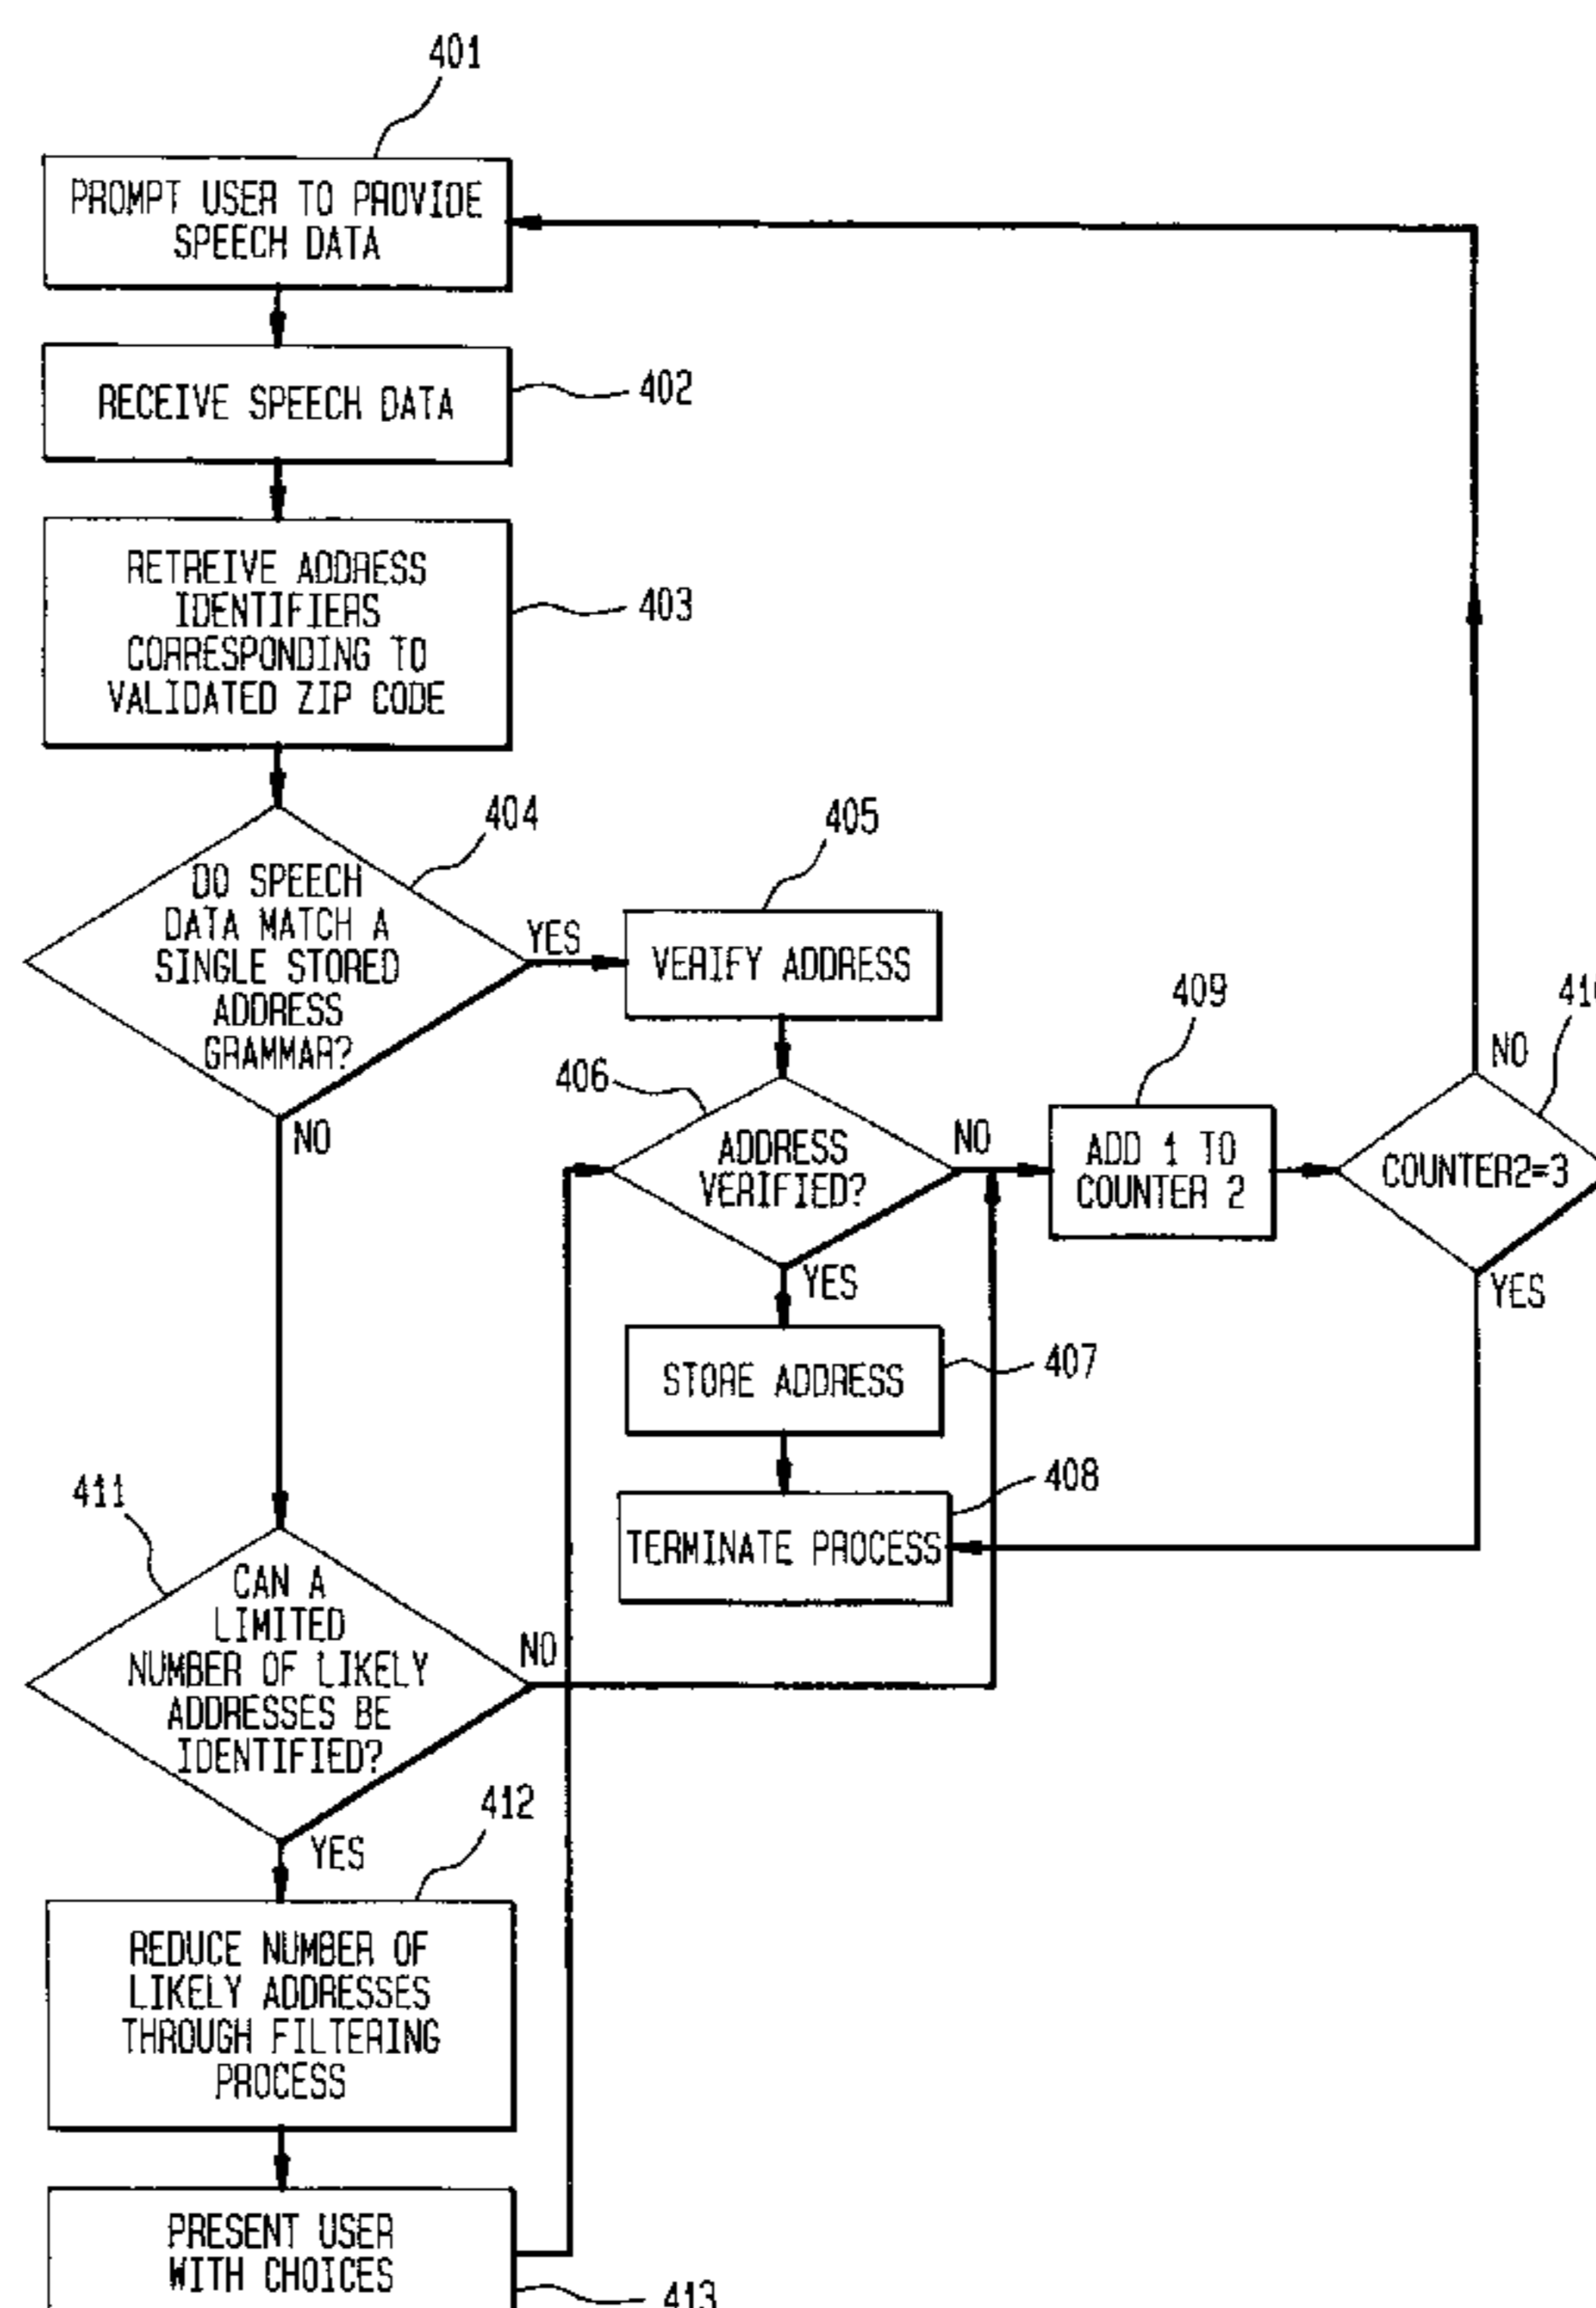 401
PROMPT USER TO PROVIDE
SPEECH DATA
RECEIVE SPEECH DATA
402
RETREIVE ADDRESS
IDENTIFIERS
CORRESPONDING TO
VALIDATED ZIP CODE
403
404
DO SPEECH
DATA MATCH A
SINGLE STORED
ADDRESS
GRAMMAR?
YES
NO
405
VERIFY ADDRESS
406
ADDRESS
VERIFIED?
NO
YES
409
ADD 1 TO
COUNTER 2
COUNTER2=3
NO
YES
STORE ADDRESS
407
408
TERMINATE PROCESS
411
CAN A
LIMITED
NUMBER OF LIKELY
ADDRESSES BE
IDENTIFIED?
NO
YES
412
REDUCE NUMBER OF
LIKELY ADDRESSES
THROUGH FILTERING
PROCESS
PRESENT USER
WITH CHOICES
413